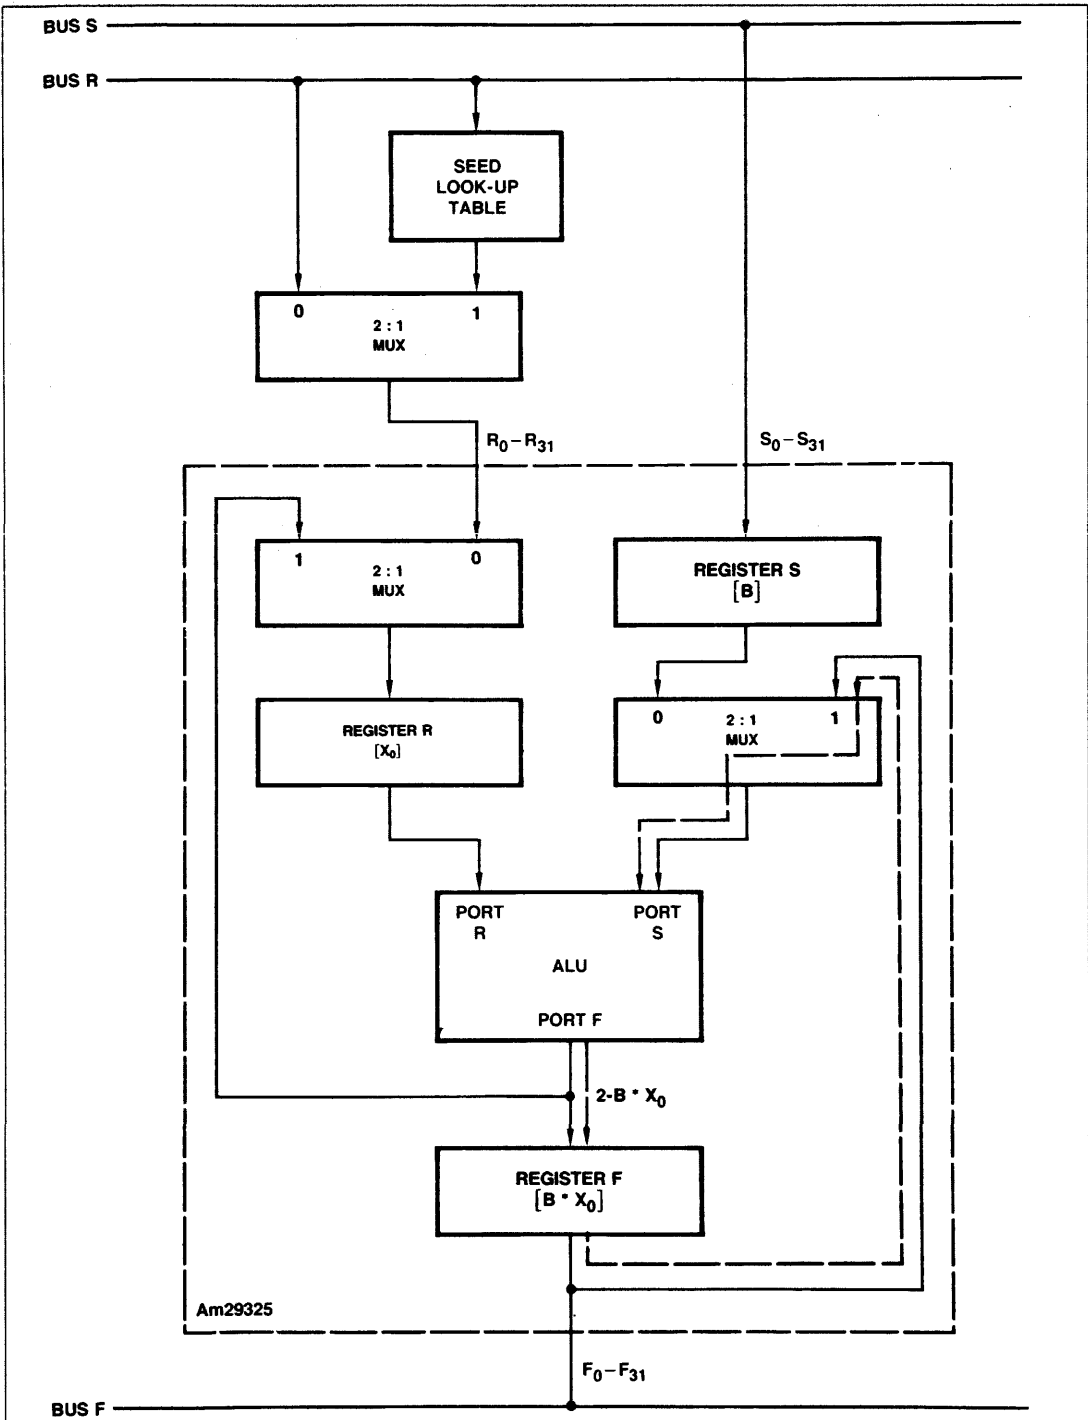 BUS S
BUS R
SEED
LOOK-UP
TABLE
0 1
2 : 1
MUX
R0–R31
S0–S31
1 0
2 : 1
MUX
REGISTER S
[B]
REGISTER R
[X0]
0 1
2 : 1
MUX
PORT
R
PORT
S
ALU
PORT F
2-B * X0
REGISTER F
[B * X0]
Am29325
F0–F31
BUS F